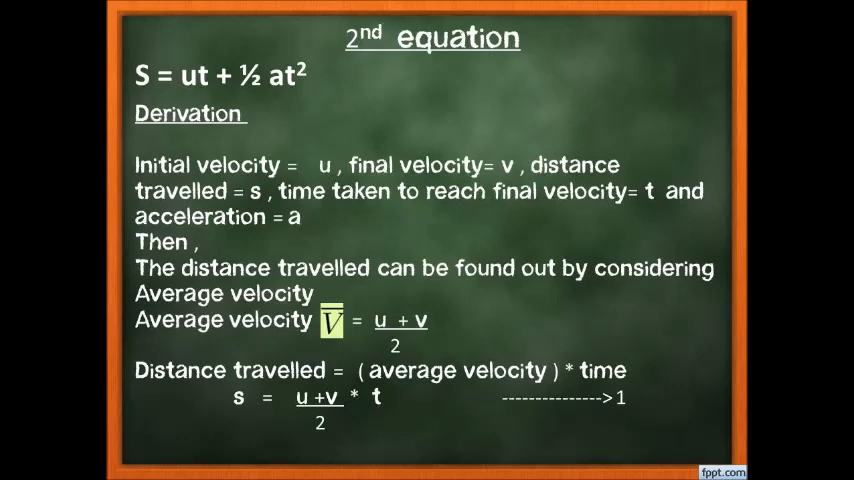 2nd equation
S = ut + ½ at²
Derivation
Initial velocity = u , final velocity= v , distance
travelled = s , time taken to reach final velocity= t and
acceleration = a
Then ,
The distance travelled can be found out by considering
Average velocity
Average velocity V̅ = u + v
2
Distance travelled = ( average velocity ) * time
s = u +v * t --------------->1
2
fppt.com